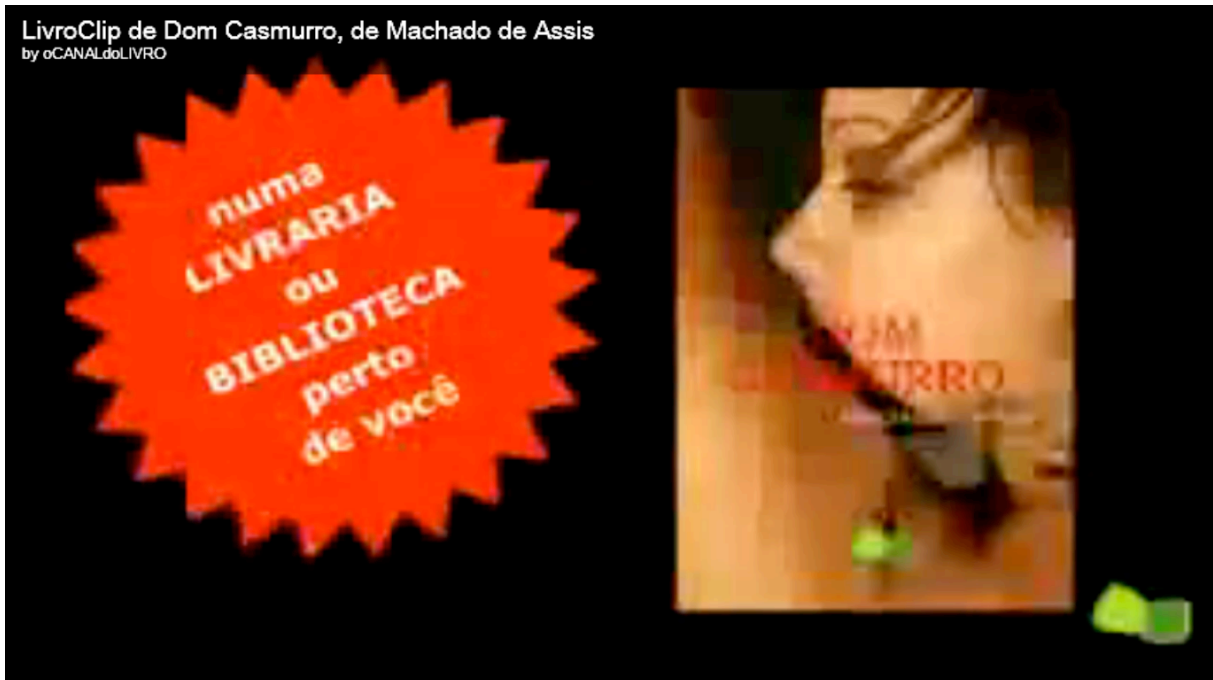 LivroClip de Dom Casmurro, de Machado de Assis
by oCANALdoLIVRO
numa
LIVRARIA
ou
BIBLIOTECA
perto
de você